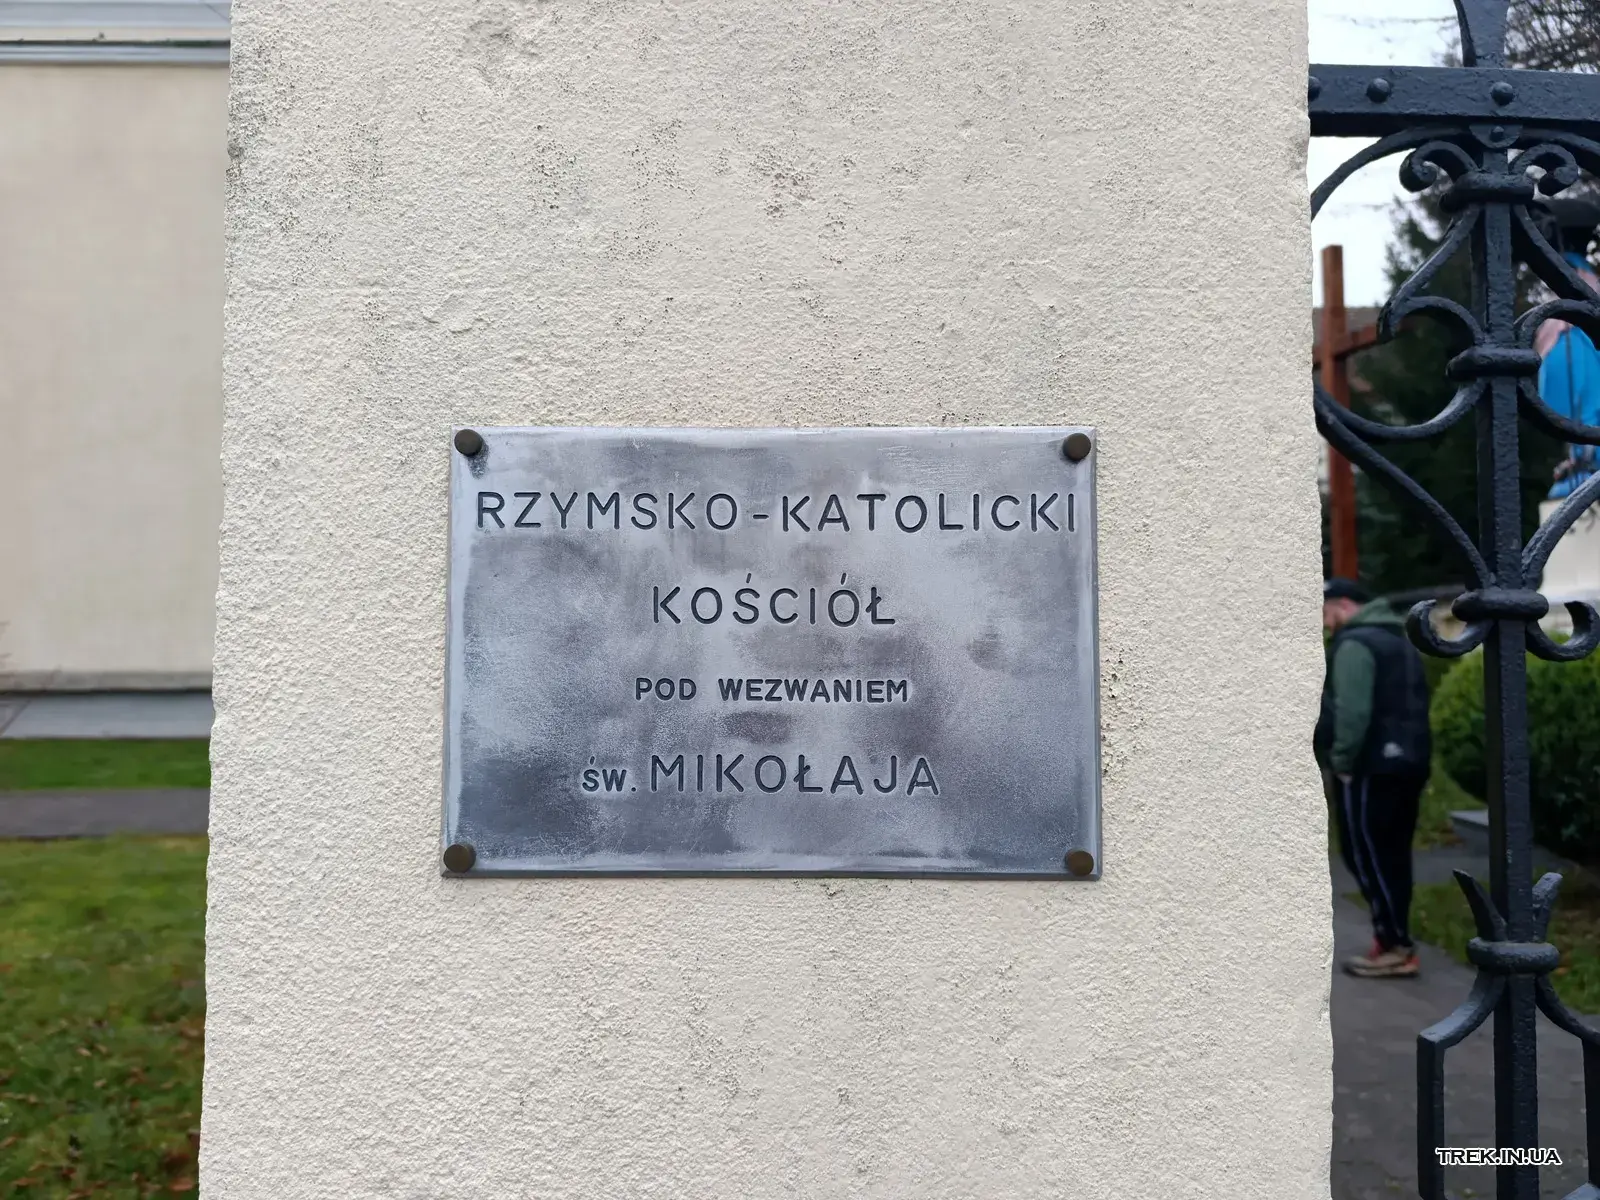 RZYMSKO-KATOLICKI
KOŚCIÓŁ
POD WEZWANIEM
ŚW. MIKOŁAJA
TREK.IN.UA